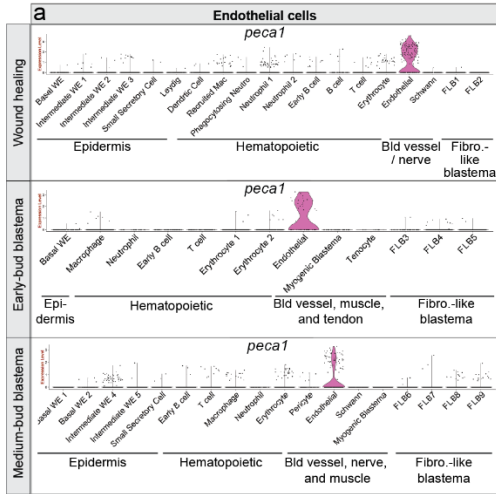 a
Endothelial cells
Wound healing
peca1
Expression Level
Basal WE
Intermediate WE 1
Intermediate WE 2
Intermediate WE 3
Small Secretory Cell
Leydig
Dendritic Cell
Recruited Mac
Phagocytosing Neutro
Neutrophil 1
Neutrophil 2
Early B cell
B cell
T cell
Erythrocyte
Endothelial
Schwann
FLB1
FLB2
Epidermis
Hematopoietic
Bld vessel / nerve
Fibro.-like blastema
Early-bud blastema
peca1
Expression Level
Basal WE
Macrophage
Neutrophil
Early B cell
T cell
Erythrocyte 1
Erythrocyte 2
Endothelial
Myogenic Blastema
Tenocyte
FLB3
FLB4
FLB5
Epi-
dermis
Hematopoietic
Bld vessel, muscle,
and tendon
Fibro.-like
blastema
Medium-bud blastema
peca1
Expression Level
Basal WE 1
Basal WE 2
Intermediate WE 4
Intermediate WE 5
Small Secretory Cell
Early B cell
T cell
Macrophage
Neutrophil
Erythrocyte
Pericyte
Endothelial
Schwann
Myogenic Blastema
FLB6
FLB7
FLB8
FLB9
Epidermis
Hematopoietic
Bld vessel, nerve,
and muscle
Fibro.-like
blastema